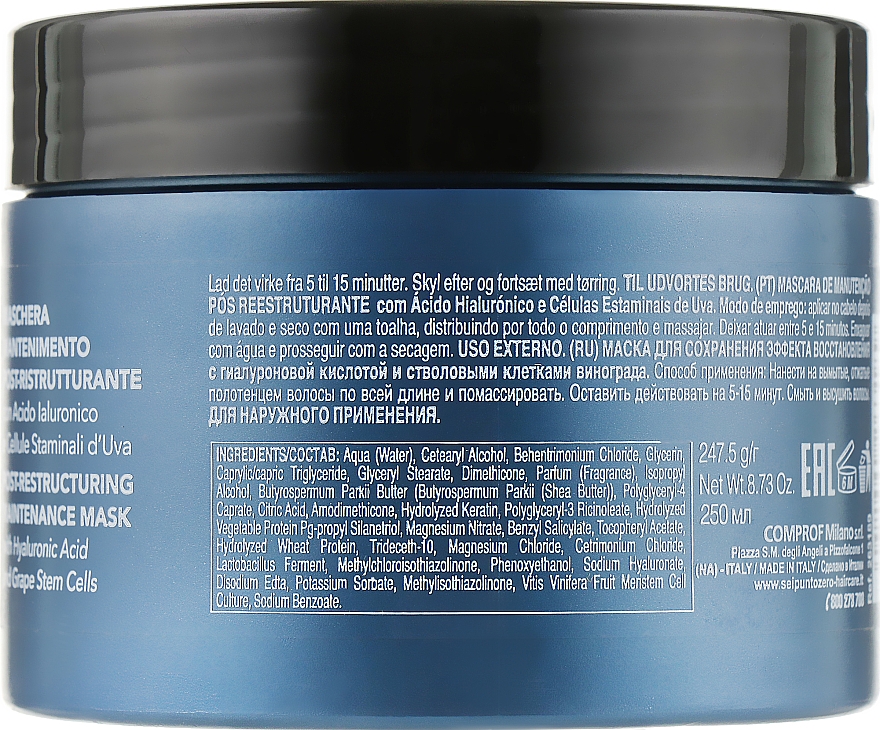 MANTENIMENTO
POST-RISTRUTTURANTE
con Acido Ialuronico
Cellule Staminali d'Uva
POST-RESTRUCTURING
MAINTENANCE MASK
Hyaluronic Acid
Grape Stem Cells
Lad det virke fra 5 til 15 minutter. Skyl efter og fortsæt med tørring. TIL UDVORTES BRUG. (PT) MASCARA DE MANUTENÇÃO
PÓS REESTRUTURANTE com Ácido Hialurónico e Células Estaminais de Uva. Modo de emprego: aplicar no cabelo depois
de lavado e seco com uma toalha, distribuindo por todo o comprimento e massajar. Deixar atuar entre 5 e 15 minutos. Enxaguar
com água e prosseguir com a secagem. USO EXTERNO. (RU) МАСКА ДЛЯ СОХРАНЕНИЯ ЭФФЕКТА ВОССТАНОВЛЕНИЯ
с гиалуроновой кислотой и стволовыми клетками винограда. Способ применения: Нанести на вымытые, отжатые
полотенцем волосы по всей длине и помассировать. Оставить действовать на 5-15 минут. Смыть и высушить волосы.
ДЛЯ НАРУЖНОГО ПРИМЕНЕНИЯ.
INGREDIENTS/СОСТАВ: Aqua (Water), Cetearyl Alcohol, Behentrimonium Chloride, Glycerin,
Caprylic/capric Triglyceride, Glyceryl Stearate, Dimethicone, Parfum (Fragrance), Isopropyl
Alcohol, Butyrospermum Parkii Butter (Butyrospermum Parkii (Shea Butter)), Polyglyceryl-4
Caprate, Citric Acid, Amodimethicone, Hydrolyzed Keratin, Polyglyceryl-3 Ricinoleate, Hydrolyzed
Vegetable Protein Pg-propyl Silanetriol, Magnesium Nitrate, Benzyl Salicylate, Tocopheryl Acetate,
Hydrolyzed Wheat Protein, Trideceth-10, Magnesium Chloride, Cetrimonium Chloride,
Lactobacillus Ferment, Methylchloroisothiazolinone, Phenoxyethanol, Sodium Hyaluronate,
Disodium Edta, Potassium Sorbate, Methylisothiazolinone, Vitis Vinifera Fruit Meristem Cell
Culture, Sodium Benzoate.
247.5 g/г
Net Wt. 8.73 Oz.
250 мл
EAC
6M
COMPROF Milano srl.
Piazza S.M. degli Angeli a Pizzofalcone 1
(NA) - ITALY / MADE IN ITALY / Сделано в Италии
www.seipuntozero-haircare.it
800 278 708